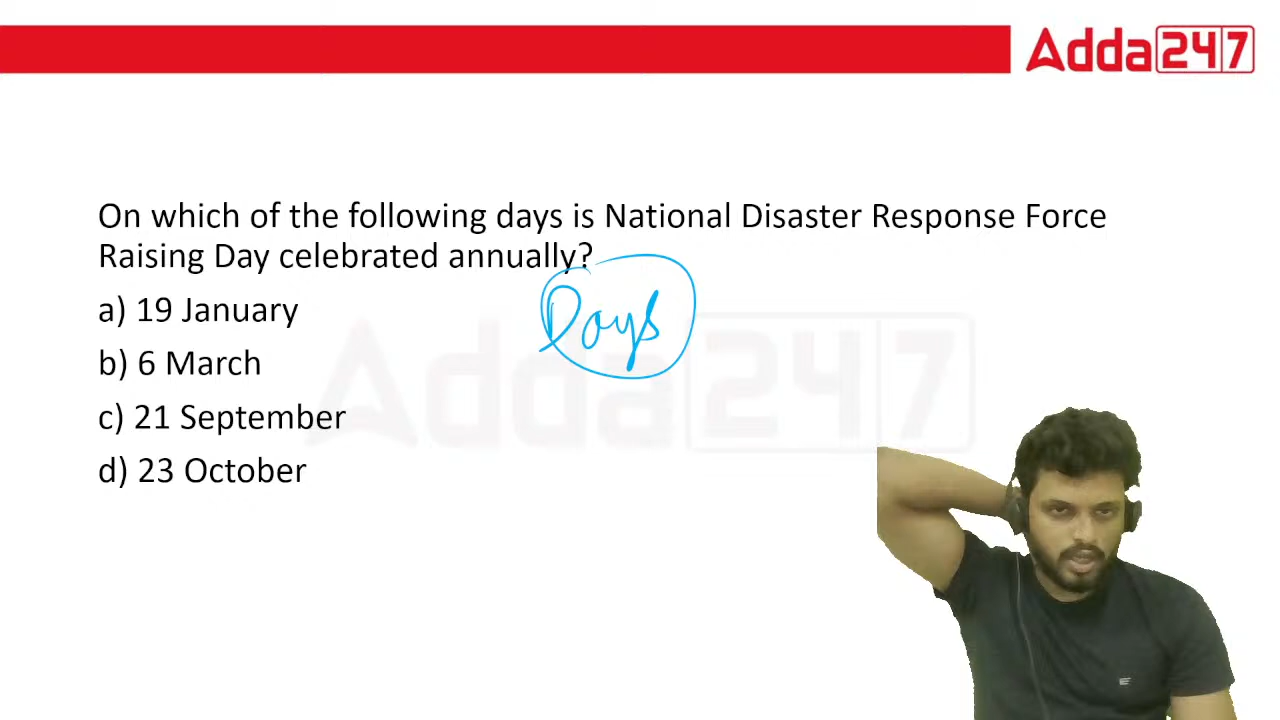 Adda247
On which of the following days is National Disaster Response Force
Raising Day celebrated annually?
a) 19 January
Days
b) 6 March
c) 21 September
d) 23 October
Adda247